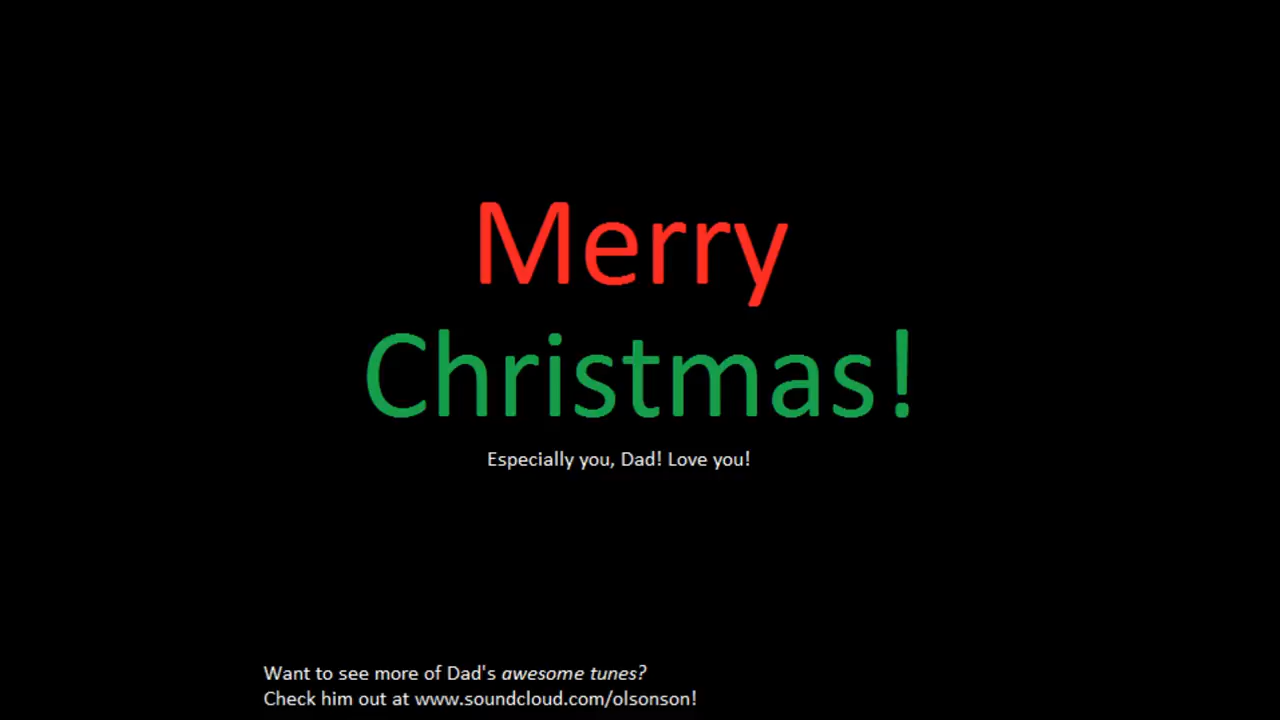 Merry
Christmas!
Especially you, Dad! Love you!
Want to see more of Dad's awesome tunes?
Check him out at www.soundcloud.com/olsonson!